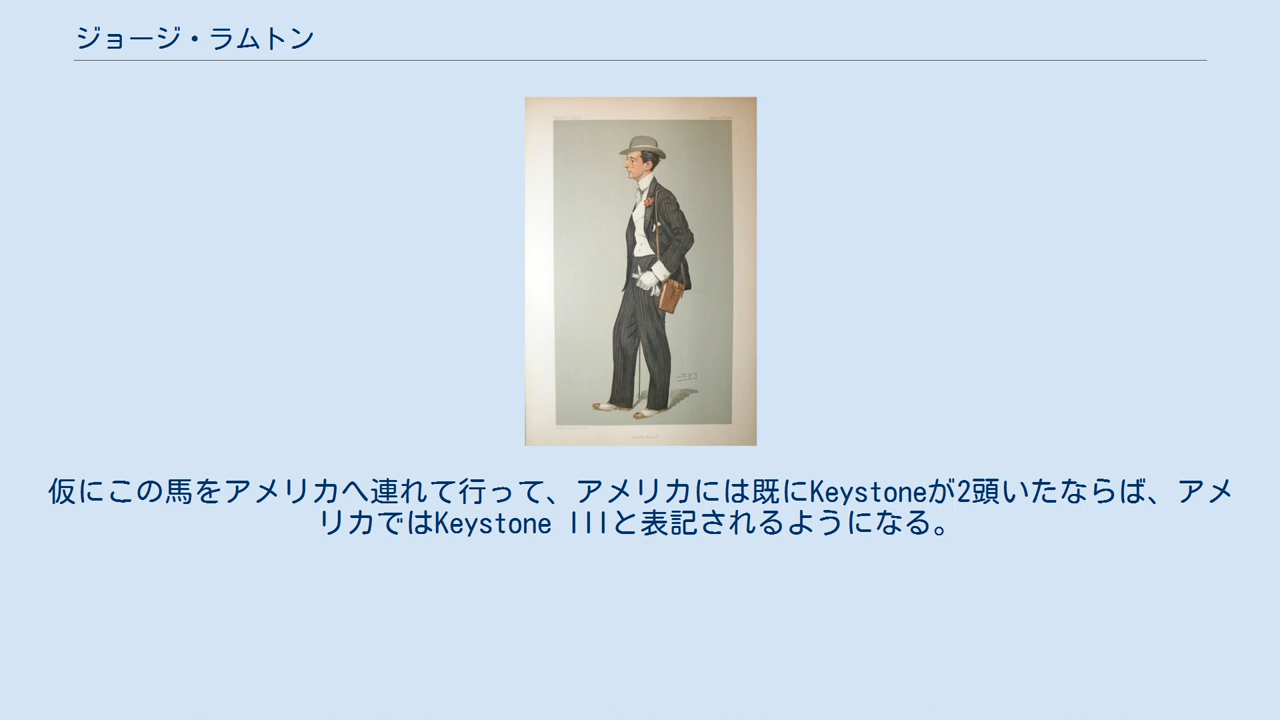 ジョージ・ラムトン
仮にこの馬をアメリカへ連れて行って、アメリカには既にKeystoneが2頭いたならば、アメ
リカではKeystone IIIと表記されるようになる。